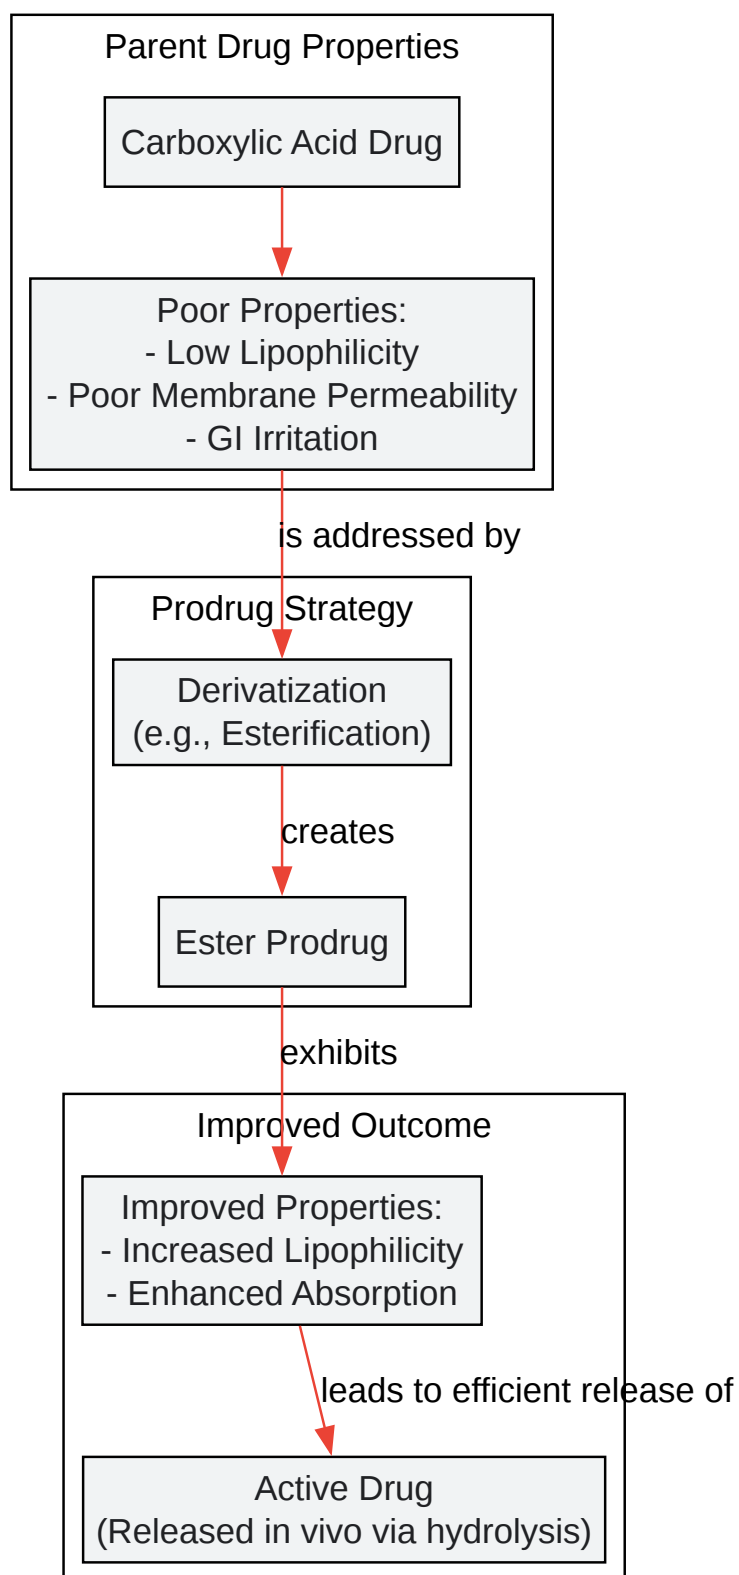 Parent Drug Properties
Carboxylic Acid Drug
Poor Properties:
- Low Lipophilicity
- Poor Membrane Permeability
- GI Irritation
is addressed by
Prodrug Strategy
Derivatization
(e.g., Esterification)
creates
Ester Prodrug
exhibits
Improved Outcome
Improved Properties:
- Increased Lipophilicity
- Enhanced Absorption
leads to efficient release of
Active Drug
(Released in vivo via hydrolysis)